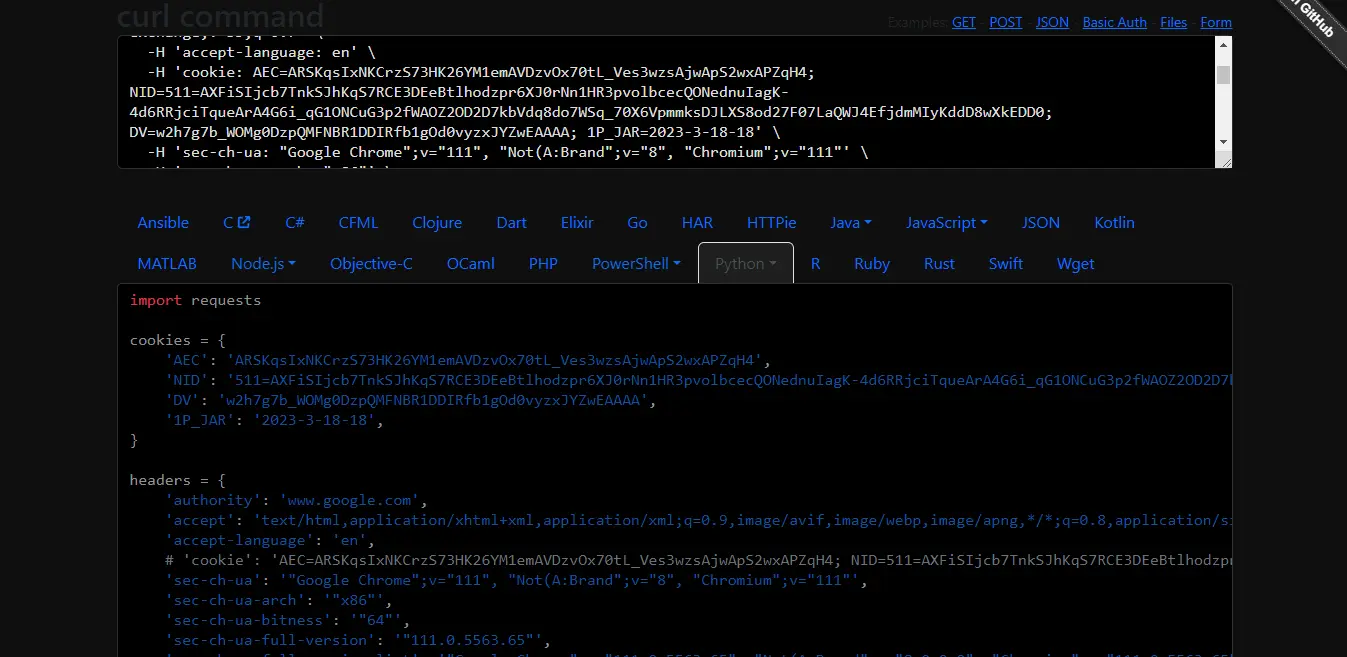 curl command
Examples: GET - POST - JSON - Basic Auth - Files - Form
GitHub
-H 'accept-language: en' \
-H 'cookie: AEC=ARSKqsIxNKCrzS73HK26YM1emAVDzvOx70tL_Ves3wzsAjwApS2wxAPZqH4;
NID=511=AXFiSIjcb7TnkSJhKqS7RCE3DEeBtlhodzpr6XJ0rNn1HR3pvolbcecQONednuIagK-
4d6RRjciTqueArA4G6i_qG1ONCuG3p2fWAOZ2OD2D7kbVdq8do7WSq_70X6VpmmksDJLXS8od27F07LaQWJ4EfjdmMIyKddD8wXkEDD0;
DV=w2h7g7b_WOMg0DzpQMFNBR1DDIRfb1gOd0vyzxJYZwEAAAA; 1P_JAR=2023-3-18-18' \
-H 'sec-ch-ua: "Google Chrome";v="111", "Not(A:Brand";v="8", "Chromium";v="111"' \
Ansible C C# CFML Clojure Dart Elixir Go HAR HTTPie Java JavaScript JSON Kotlin
MATLAB Node.js Objective-C OCaml PHP PowerShell Python R Ruby Rust Swift Wget
import requests
cookies = {
'AEC': 'ARSKqsIxNKCrzS73HK26YM1emAVDzvOx70tL_Ves3wzsAjwApS2wxAPZqH4',
'NID': '511=AXFiSIjcb7TnkSJhKqS7RCE3DEeBtlhodzpr6XJ0rNn1HR3pvolbcecQONednuIagK-4d6RRjciTqueArA4G6i_qG1ONCuG3p2fWAOZ2OD2D7
'DV': 'w2h7g7b_WOMg0DzpQMFNBR1DDIRfb1gOd0vyzxJYZwEAAAA',
'1P_JAR': '2023-3-18-18',
}
headers = {
'authority': 'www.google.com',
'accept': 'text/html,application/xhtml+xml,application/xml;q=0.9,image/avif,image/webp,image/apng,*/*;q=0.8,application/si
'accept-language': 'en',
# 'cookie': 'AEC=ARSKqsIxNKCrzS73HK26YM1emAVDzvOx70tL_Ves3wzsAjwApS2wxAPZqH4; NID=511=AXFiSIjcb7TnkSJhKqS7RCE3DEeBtlhodzp
'sec-ch-ua': '"Google Chrome";v="111", "Not(A:Brand";v="8", "Chromium";v="111"',
'sec-ch-ua-arch': '"x86"',
'sec-ch-ua-bitness': '"64"',
'sec-ch-ua-full-version': '"111.0.5563.65"',